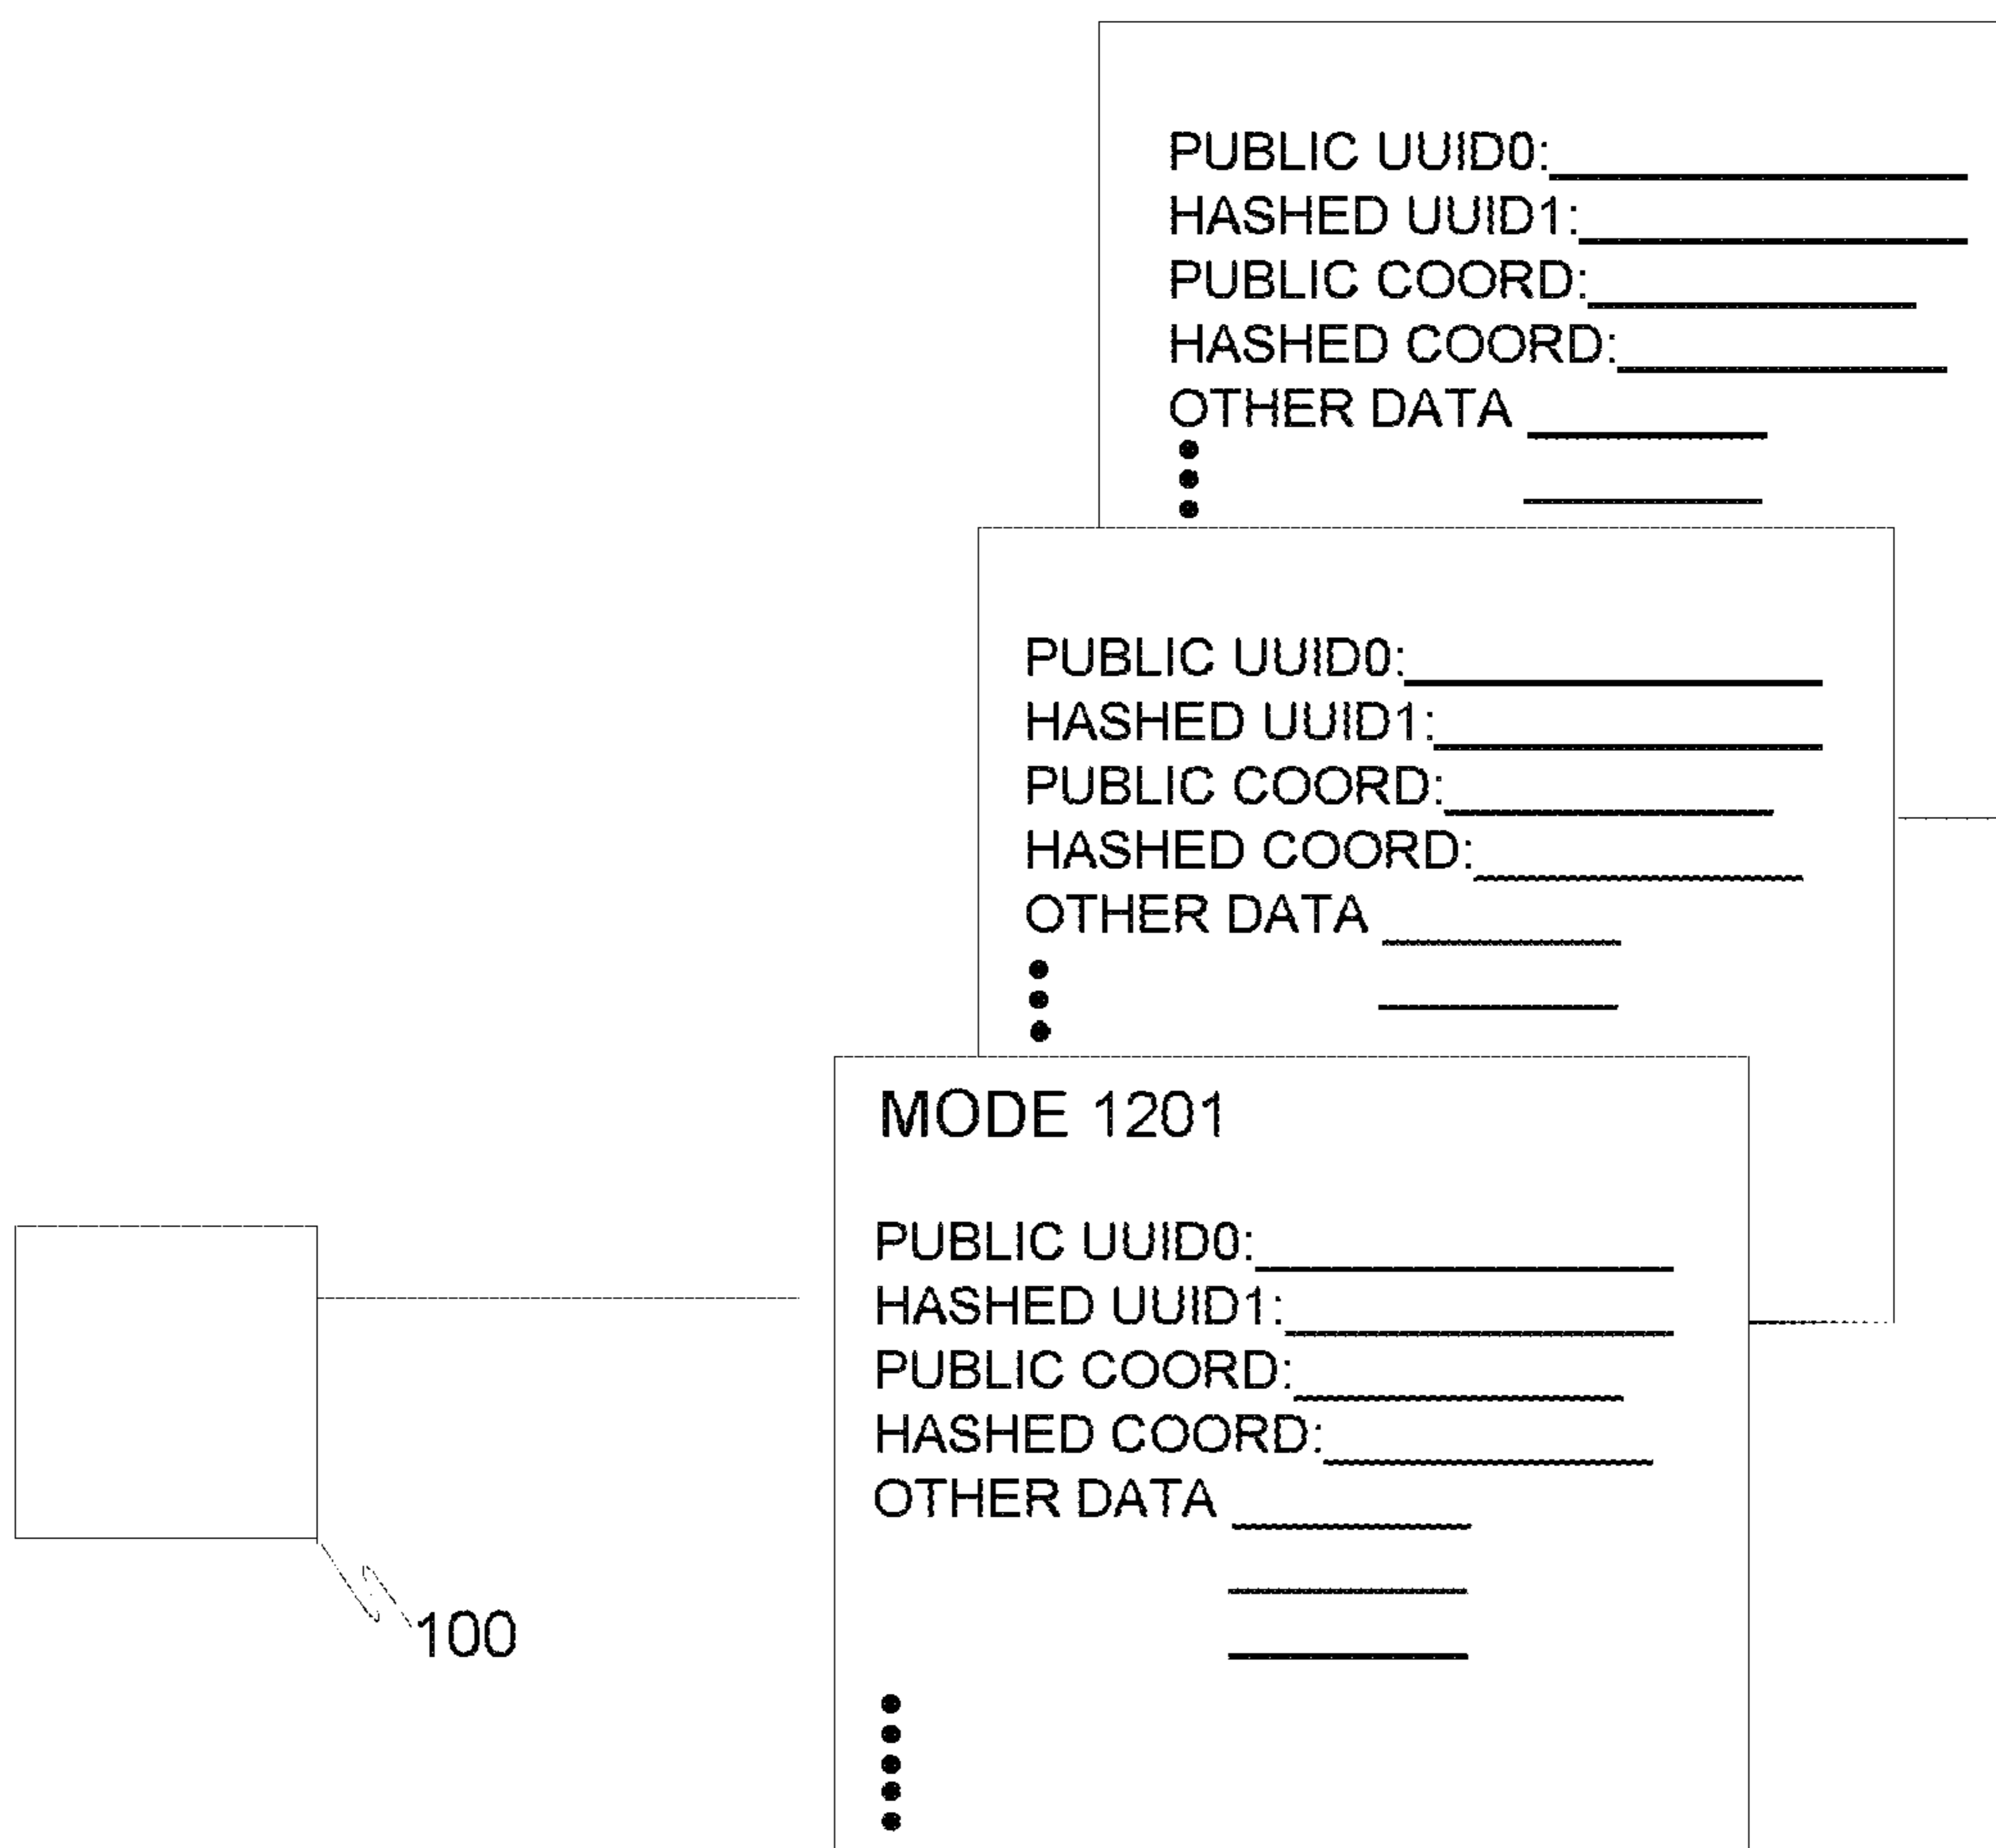 PUBLIC UUID0:
HASHED UUID1:
PUBLIC COORD:
HASHED COORD:
OTHER DATA
PUBLIC UUID0:
HASHED UUID1:
PUBLIC COORD:
HASHED COORD:
OTHER DATA
MODE 1201
PUBLIC UUID0:
HASHED UUID1:
PUBLIC COORD:
HASHED COORD:
OTHER DATA
100